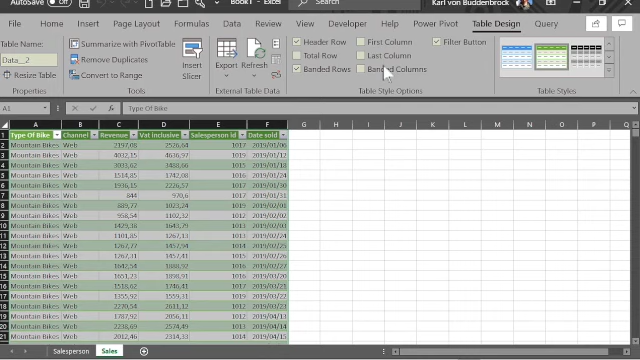 AutoSave Off
Book1 - Excel
Search
Karl von Buddenbrock
File Home Insert Page Layout Formulas Data Review View Developer Help Power Pivot Table Design Query
Table Name:
Data__2
Resize Table
Properties
Summarize with PivotTable
Remove Duplicates
Convert to Range
Tools
Insert Slicer
Export
Refresh
External Table Data
Header Row
Total Row
Banded Rows
First Column
Last Column
Banded Columns
Filter Button
Table Style Options
Table Styles
A1
Type Of Bike
A B C D E F G H I J K L M N O P Q
1 Type Of Bike Channel Revenue Vat inclusive Salesperson Id Date sold
2 Mountain Bikes Web 2197,08 2526,64 1017 2019/01/06
3 Mountain Bikes Web 4032,15 4636,97 1019 2019/01/12
4 Mountain Bikes Web 3033,62 3488,66 1015 2019/01/18
5 Mountain Bikes Web 1514,85 1742,08 1016 2019/01/24
6 Mountain Bikes Web 1936,15 2226,57 1017 2019/01/30
7 Mountain Bikes Web 844 970,6 1017 2019/01/31
8 Mountain Bikes Web 889,77 1023,24 1019 2019/02/01
9 Mountain Bikes Web 958,54 1102,32 1012 2019/02/03
10 Mountain Bikes Web 1429,38 1643,79 1013 2019/02/03
11 Mountain Bikes Web 1101,85 1267,13 1013 2019/02/09
12 Mountain Bikes Web 1267,77 1457,94 1014 2019/02/25
13 Mountain Bikes Web 1267,31 1457,41 1015 2019/02/26
14 Mountain Bikes Web 1642,54 1888,92 1016 2019/02/27
15 Mountain Bikes Web 1651,23 1898,91 1016 2019/03/20
16 Mountain Bikes Web 1518,62 1746,41 1017 2019/03/21
17 Mountain Bikes Web 1355,92 1559,31 1019 2019/03/22
18 Mountain Bikes Web 2270,54 2611,12 1012 2019/03/23
19 Mountain Bikes Web 1787,92 2056,11 1012 2019/04/13
20 Mountain Bikes Web 2238,69 2574,49 1013 2019/04/14
21 Mountain Bikes Web 2012,46 2314,33 1014 2019/04/15
Salesperson Sales